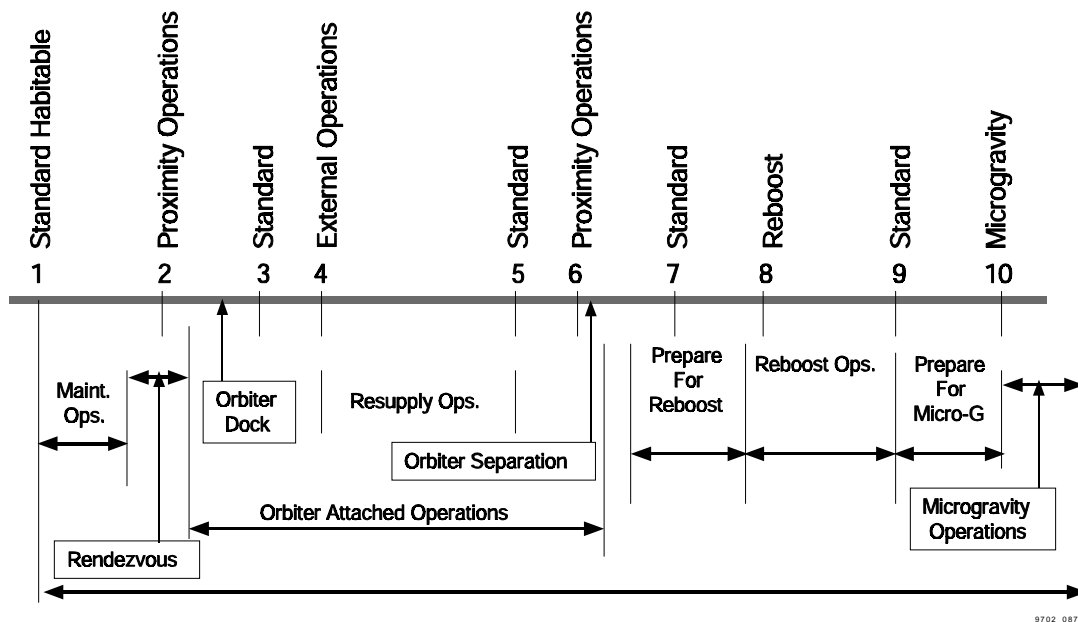 Standard Habitable
Proximity Operations
Standard
External Operations
Standard
Proximity Operations
Standard
Reboost
Standard
Microgravity
1
2
3
4
5
6
7
8
9
10
Maint.
Ops.
Orbiter
Dock
Resupply Ops.
Orbiter Separation
Prepare
For
Reboost
Reboost Ops.
Prepare
For
Micro-G
Orbiter Attached Operations
Microgravity
Operations
Rendezvous
9702_087